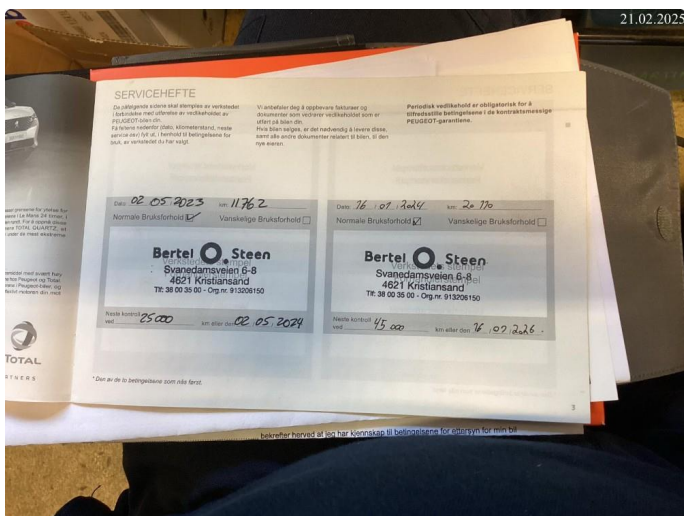 21.02.2025
SERVICEHEFTE
De påfølgende sidene skal stemples av verkstedet
i forbindelse med utførelse av vedlikeholdet av
PEUGEOT-bilen din.
Få feltene nedenfor (dato, kilometerstand, neste
service osv.) fylt ut, i henhold til betingelsene for
bruk, av verkstedet du har valgt.
Vi anbefaler deg å oppbevare fakturaer og
dokumenter som vedrører vedlikeholdet som er
utført på bilen din.
Hvis bilen selges, er det nødvendig å levere disse,
samt alle andre dokumenter relatert til bilen, til den
nye eieren
Periodisk vedlikehold er obligatorisk for å
tilfredsstille betingelsene i de kontraktsmessige
PEUGEOT-garantiene.
Dato: 02 05 2023 km: 11762
Normale Bruksforhold Vanskelige Bruksforhold
Bertel O. Steen
Verkstedets stempel
Svanedamsveien 6-8
4621 Kristiansand
Tlf: 38 00 35 00 - Org.nr. 913206150
Neste kontroll
ved 25000 km eller den 02 05 2024
Dato: 16 07 2024 km: 20 170
Normale Bruksforhold Vanskelige Bruksforhold
Bertel O. Steen
Verkstedets stempel
Svanedamsveien 6-8
4621 Kristiansand
Tlf: 38 00 35 00 - Org.nr. 913206150
Neste kontroll
ved 45 000 km eller den 16 07 2026.
* Den av de to betingelsene som nås først.
3
TOTAL
bekrefter herved at jeg har kjennskap til betingelsene for ettersyn for min bil